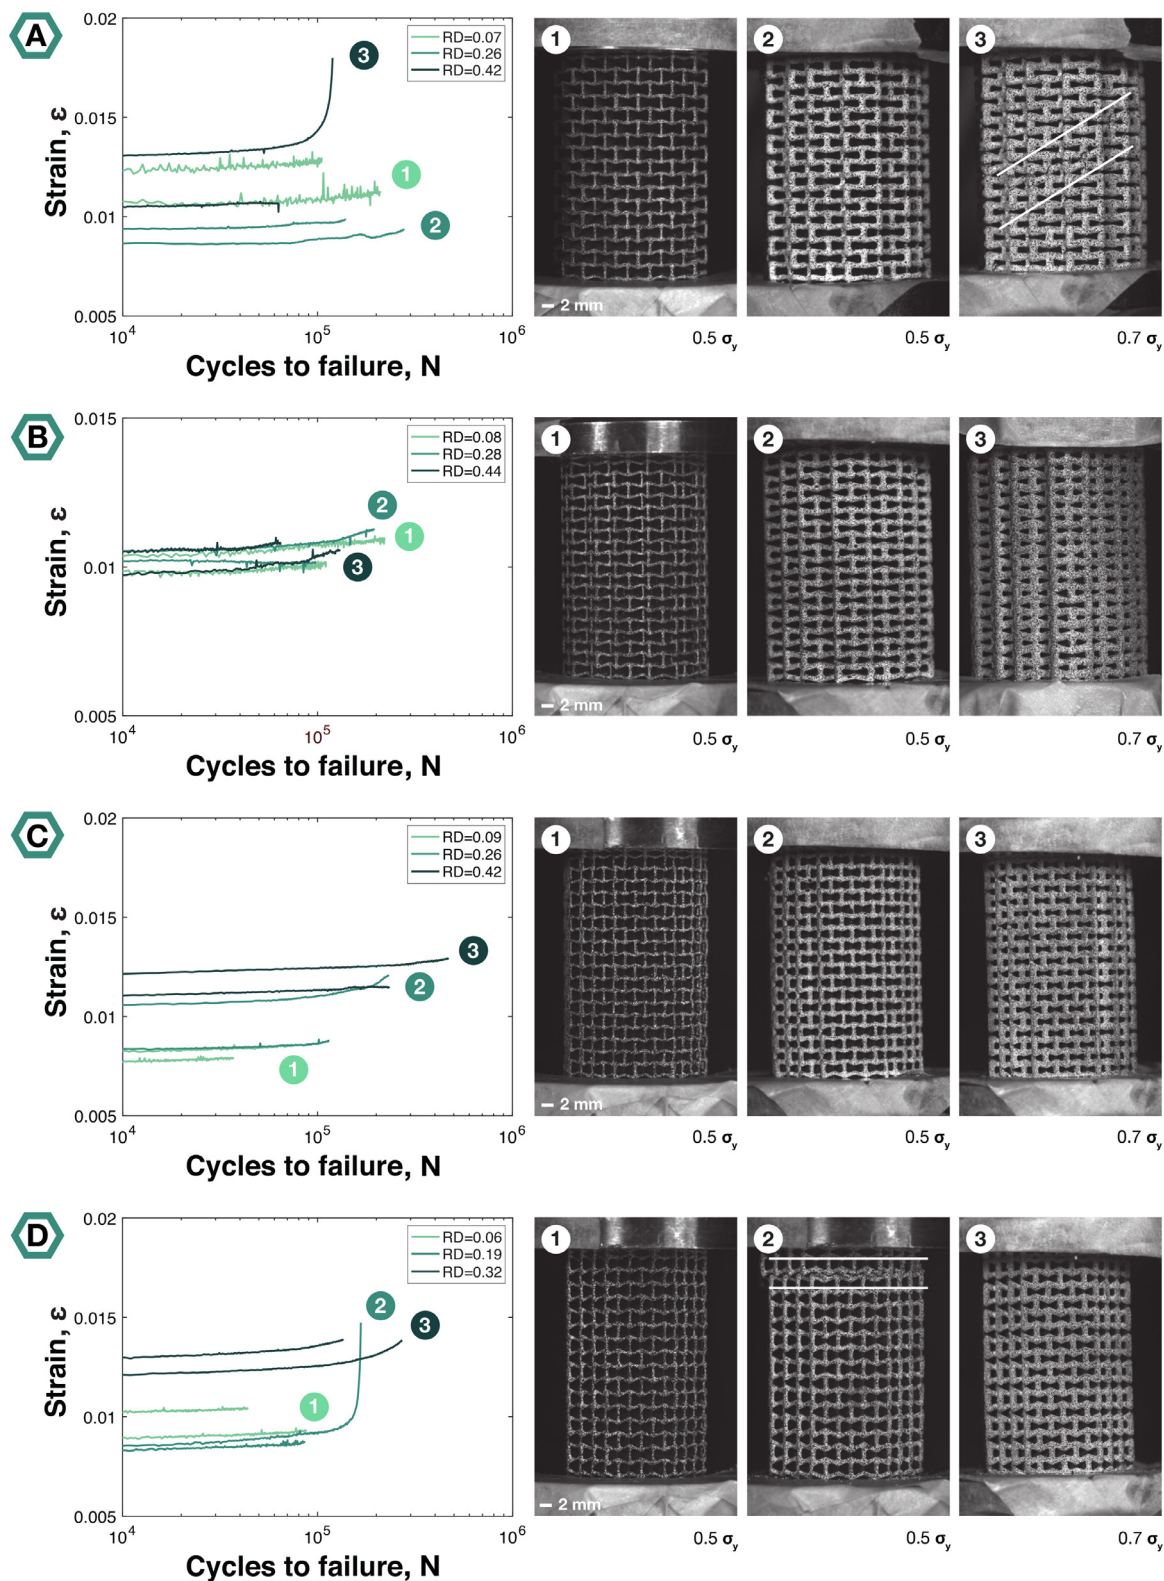 A
0.02
0.015
0.01
0.005
Strain, ε
10⁴ 10⁵ 10⁶
Cycles to failure, N
RD=0.07
RD=0.26
RD=0.42
3
1
2
1 2 3
2 mm
0.5 σy 0.5 σy 0.7 σy
B
0.015
0.01
0.005
Strain, ε
10⁴ 10⁵ 10⁶
Cycles to failure, N
RD=0.08
RD=0.28
RD=0.44
2
1
3
1 2 3
2 mm
0.5 σy 0.5 σy 0.7 σy
C
0.02
0.015
0.01
0.005
Strain, ε
10⁴ 10⁵ 10⁶
Cycles to failure, N
RD=0.09
RD=0.26
RD=0.42
3
2
1
1 2 3
2 mm
0.5 σy 0.5 σy 0.7 σy
D
0.02
0.015
0.01
0.005
Strain, ε
10⁴ 10⁵ 10⁶
Cycles to failure, N
RD=0.06
RD=0.19
RD=0.32
2
3
1
1 2 3
2 mm
0.5 σy 0.5 σy 0.7 σy